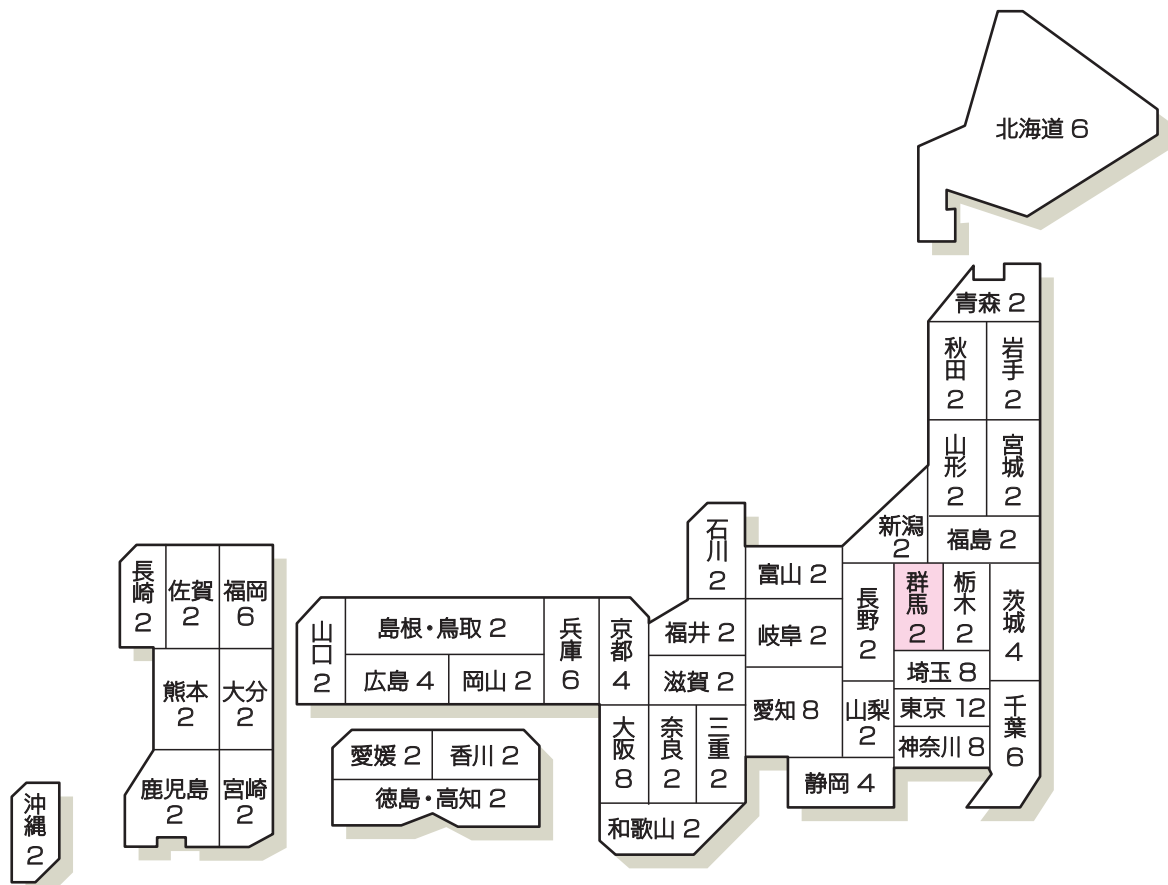 北海道 6
青森 2
秋田 2
岩手 2
山形 2
宮城 2
新潟 2
福島 2
石川 2
富山 2
長野 2
群馬 2
栃木 2
茨城 4
福井 2
岐阜 2
埼玉 8
滋賀 2
愛知 8
山梨 2
東京 12
神奈川 8
千葉 6
静岡 4
長崎 2
佐賀 2
福岡 6
熊本 2
大分 2
鹿児島 2
宮崎 2
沖縄 2
山口 2
島根・鳥取 2
広島 4
岡山 2
兵庫 6
京都 4
大阪 8
奈良 2
三重 2
和歌山 2
愛媛 2
香川 2
徳島・高知 2